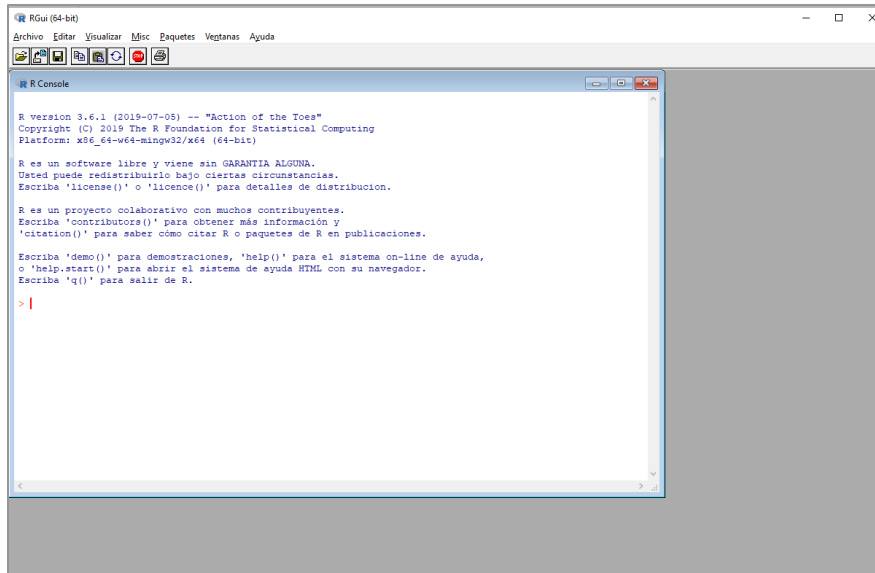 RGui (64-bit)
Archivo Editar Visualizar Misc Paquetes Ventanas Ayuda
STOP
R Console
R version 3.6.1 (2019-07-05) -- "Action of the Toes"
Copyright (C) 2019 The R Foundation for Statistical Computing
Platform: x86_64-w64-mingw32/x64 (64-bit)
R es un software libre y viene sin GARANTIA ALGUNA.
Usted puede redistribuirlo bajo ciertas circunstancias.
Escriba 'license()' o 'licence()' para detalles de distribucion.
R es un proyecto colaborativo con muchos contribuyentes.
Escriba 'contributors()' para obtener más información y
'citation()' para saber cómo citar R o paquetes de R en publicaciones.
Escriba 'demo()' para demostraciones, 'help()' para el sistema on-line de ayuda,
o 'help.start()' para abrir el sistema de ayuda HTML con su navegador.
Escriba 'q()' para salir de R.
>